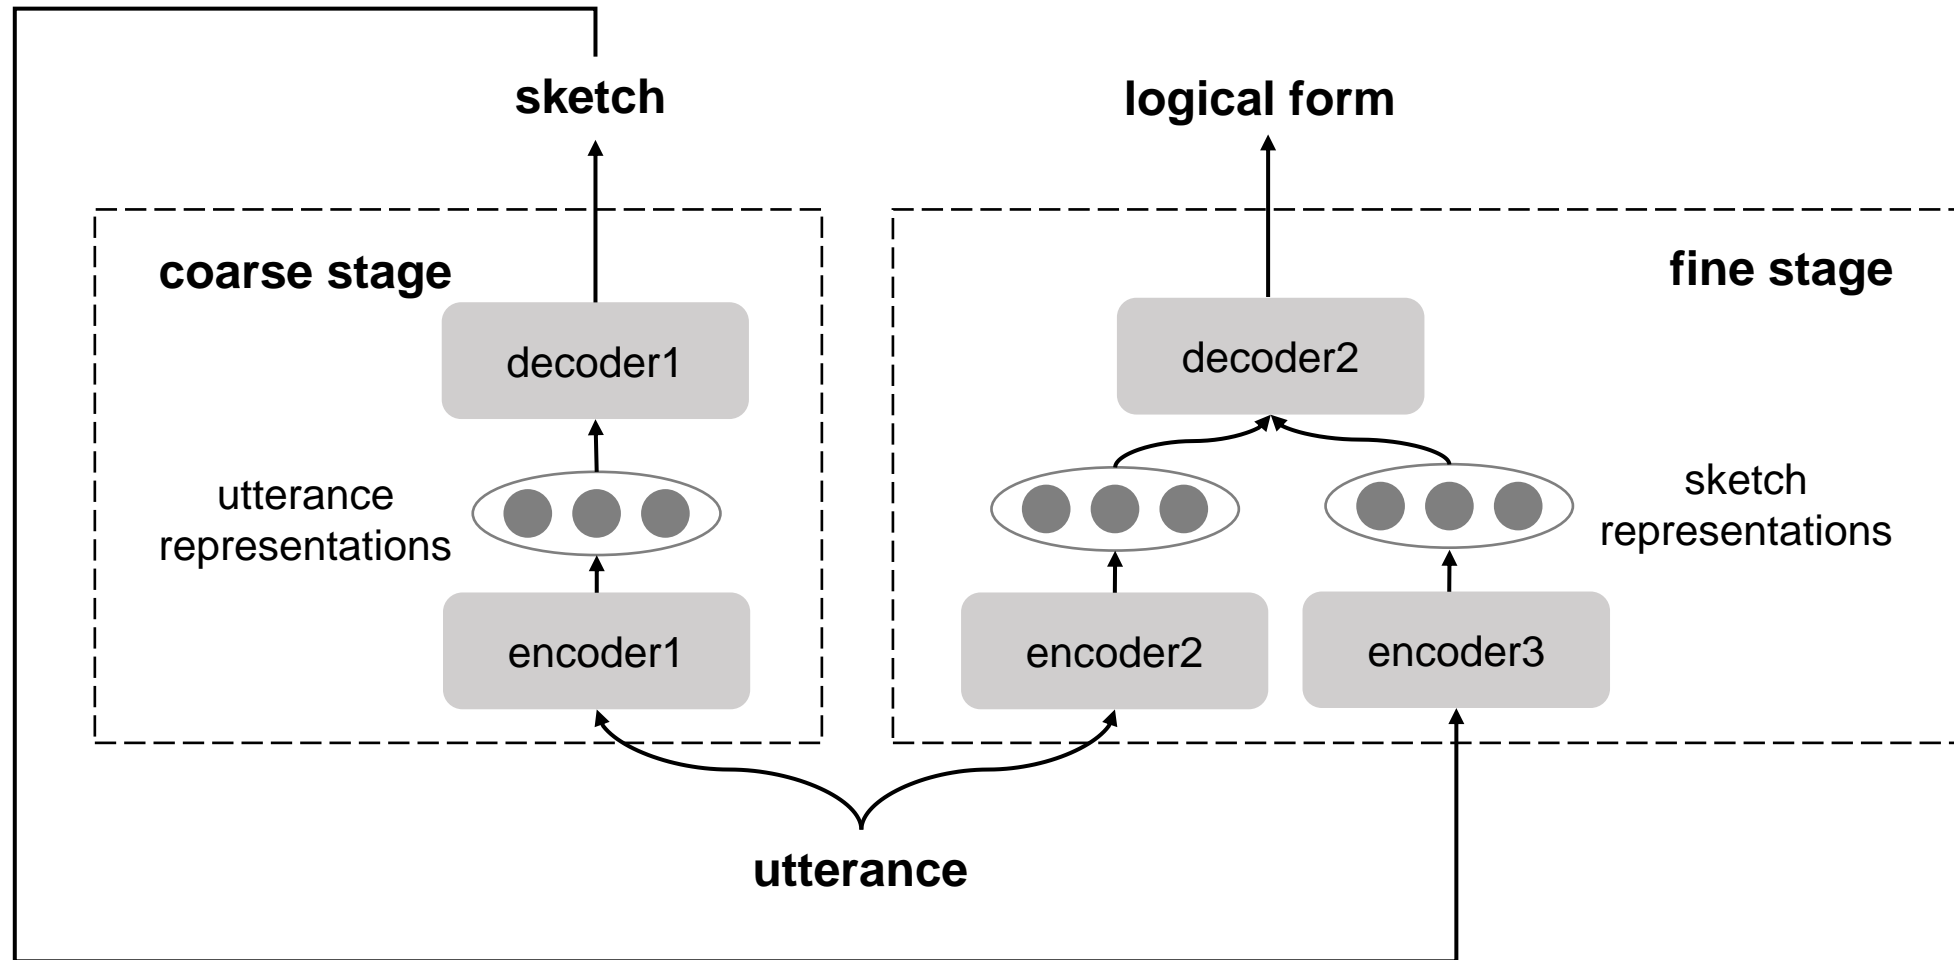 sketch
logical form
coarse stage
fine stage
decoder1
decoder2
utterance
representations
sketch
representations
encoder1
encoder2
encoder3
utterance